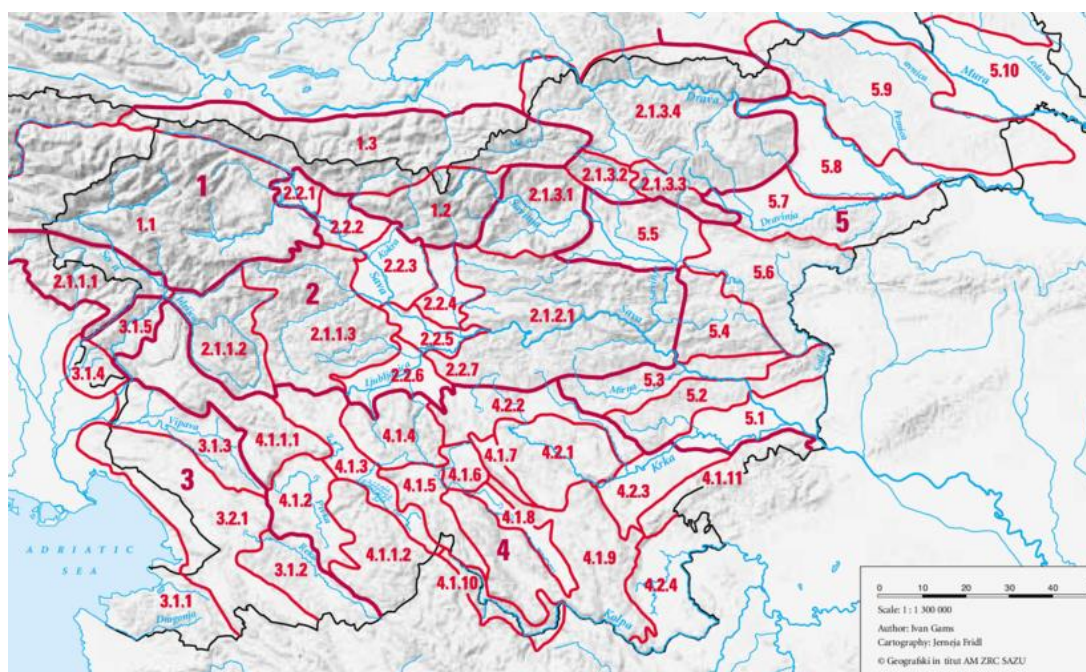 5.10
Ledava
Mura
5.9
Pesnica
Drava
2.1.3.4
1.3
5.8
1
2.2.1
2.1.3.2
2.1.3.3
5.7
1.2
2.1.3.1
Dravinja
5
1.1
2.2.2
5.5
Kokra
2.2.3
5.6
Sava
2
2.1.1.1
Idrijca
2.2.4
2.1.2.1
Sava
3.1.5
2.1.1.3
2.2.5
5.4
2.1.1.2
3.1.4
Ljubljanica
2.2.6
2.2.7
5.3
Mirna
5.2
4.2.2
5.1
Vipava
3.1.3
4.1.1.1
4.1.4
4.1.7
4.2.1
Krka
4.1.3
4.1.6
4.1.11
3
4.1.5
4.1.2
4.2.3
Pivka
3.2.1
4.1.8
ADRIATIC
SEA
4
Reka
4.1.1.2
4.1.9
3.1.2
4.1.10
4.2.4
3.1.1
Dragonja
Kolpa
0 10 20 30 40
Scale: 1 : 1 300 000
Author: Ivan Gams
Cartography: Jerneja Fridl
© Geografski in titut AM ZRC SAZU